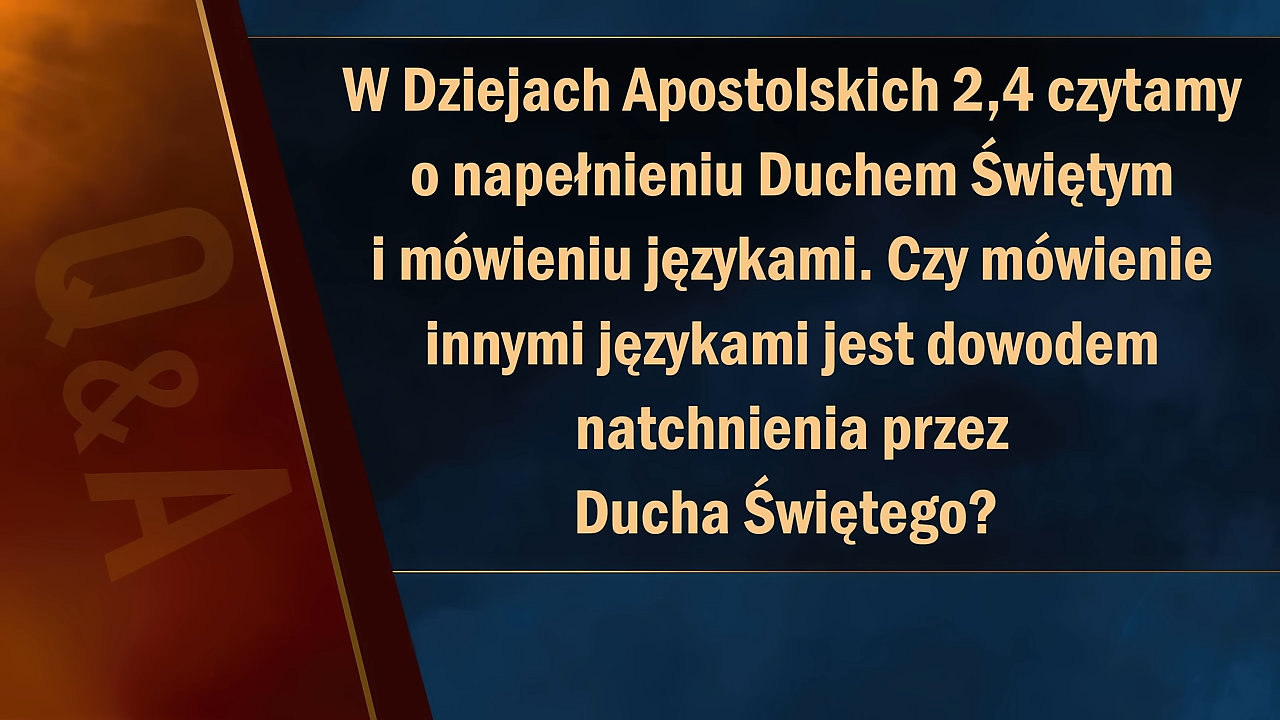 W Dziejach Apostolskich 2,4 czytamy
o napełnieniu Duchem Świętym
i mówieniu językami. Czy mówienie
innymi językami jest dowodem
natchnienia przez
Ducha Świętego?
Q & A